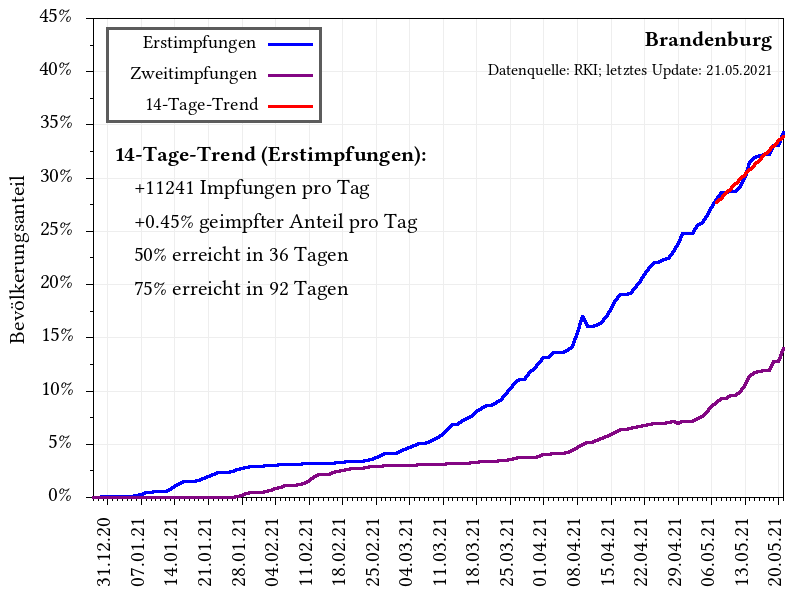 45%
40%
35%
30%
25%
20%
15%
10%
5%
0%
Bevölkerungsanteil
Erstimpfungen
Zweitimpfungen
14-Tage-Trend
Brandenburg
Datenquelle: RKI; letztes Update: 21.05.2021
14-Tage-Trend (Erstimpfungen):
+11241 Impfungen pro Tag
+0.45% geimpfter Anteil pro Tag
50% erreicht in 36 Tagen
75% erreicht in 92 Tagen
31.12.20
07.01.21
14.01.21
21.01.21
28.01.21
04.02.21
11.02.21
18.02.21
25.02.21
04.03.21
11.03.21
18.03.21
25.03.21
01.04.21
08.04.21
15.04.21
22.04.21
29.04.21
06.05.21
13.05.21
20.05.21